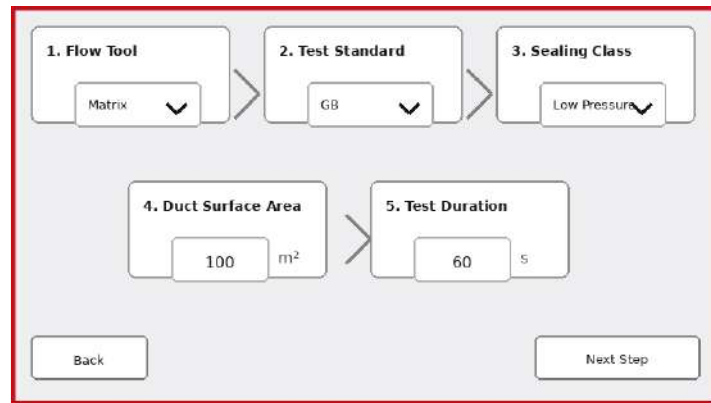 1. Flow Tool
Matrix
2. Test Standard
GB
3. Sealing Class
Low Pressure
4. Duct Surface Area
100 m²
5. Test Duration
60 s
Back
Next Step